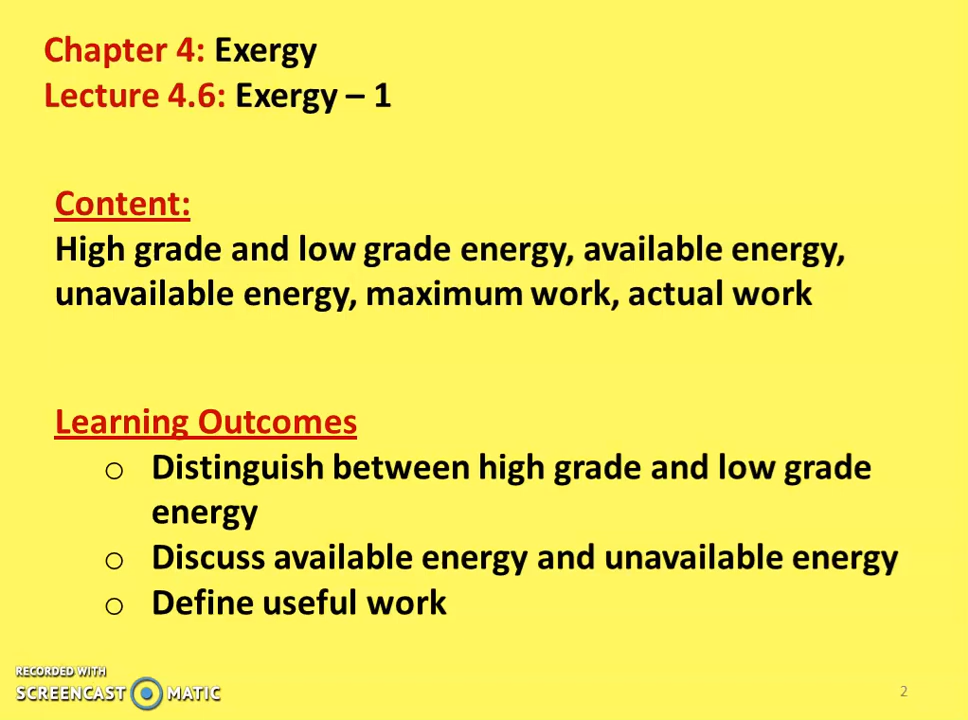 Chapter 4: Exergy
Lecture 4.6: Exergy – 1
Content:
High grade and low grade energy, available energy,
unavailable energy, maximum work, actual work
Learning Outcomes
o Distinguish between high grade and low grade
energy
o Discuss available energy and unavailable energy
o Define useful work
RECORDED WITH
SCREENCAST MATIC
2